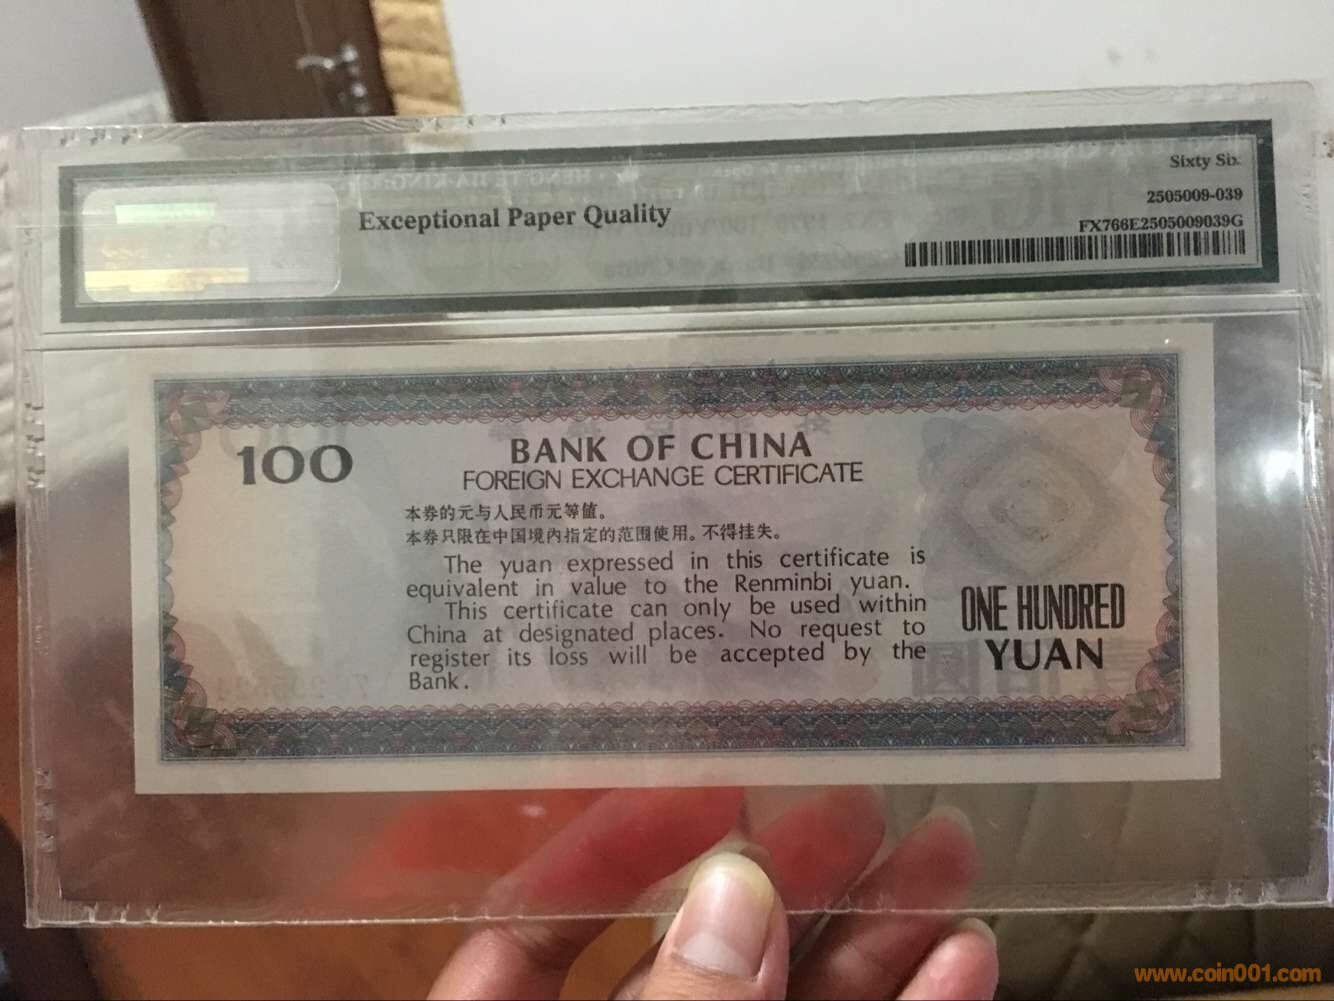 Sixty Six
2505009-039
FX766E2505009039G
Exceptional Paper Quality
100
BANK OF CHINA
FOREIGN EXCHANGE CERTIFICATE
本券的元与人民币元等值。
本券只限在中国境内指定的范围使用。不得挂失。
The yuan expressed in this certificate is
equivalent in value to the Renminbi yuan.
This certificate can only be used within
China at designated places. No request to
register its loss will be accepted by the
Bank.
ONE HUNDRED
YUAN
www.coin001.com